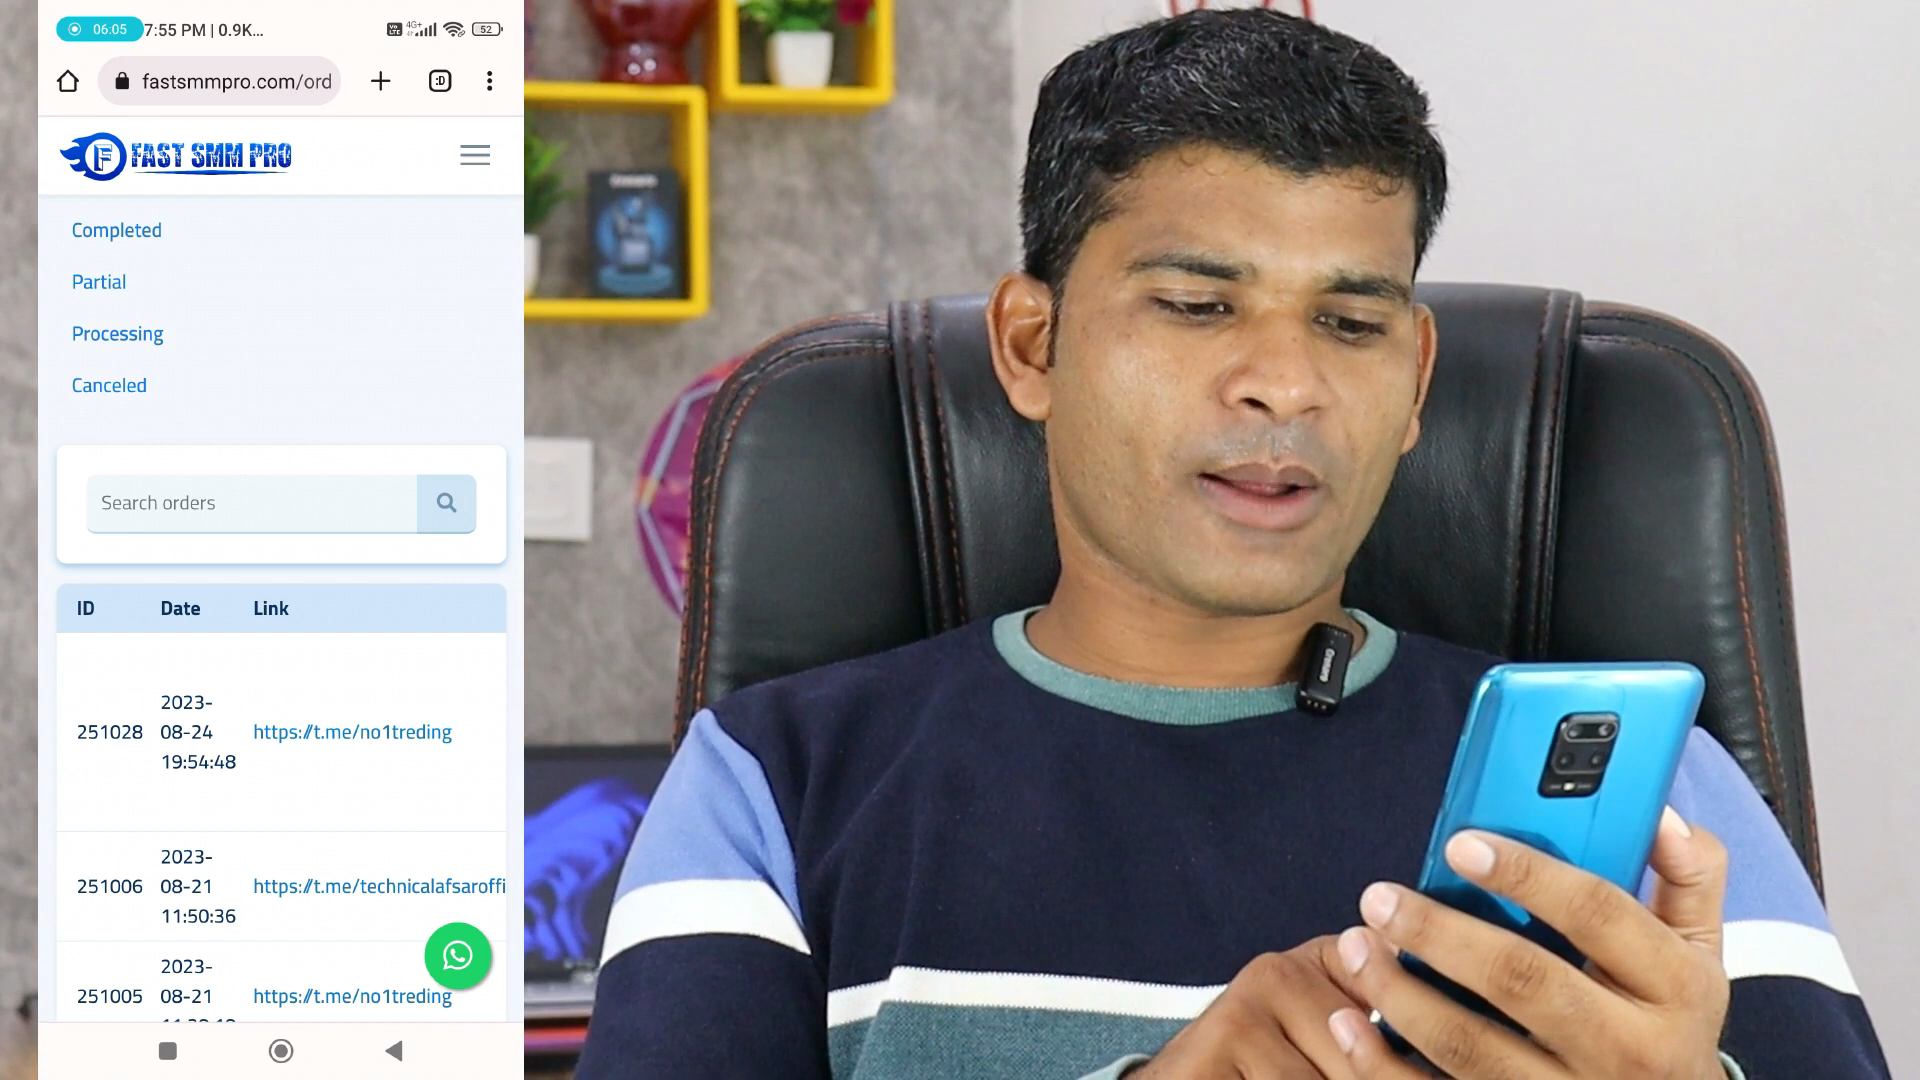 06:05 7:55 PM | 0.9K... 4G+ 52
fastsmmpro.com/ord :D
F FAST SMM PRO
Completed
Partial
Processing
Canceled
Search orders
ID Date Link
2023-
251028 08-24 https://t.me/no1treding
19:54:48
2023-
251006 08-21 https://t.me/technicalafsaroffi
11:50:36
2023-
251005 08-21 https://t.me/no1treding